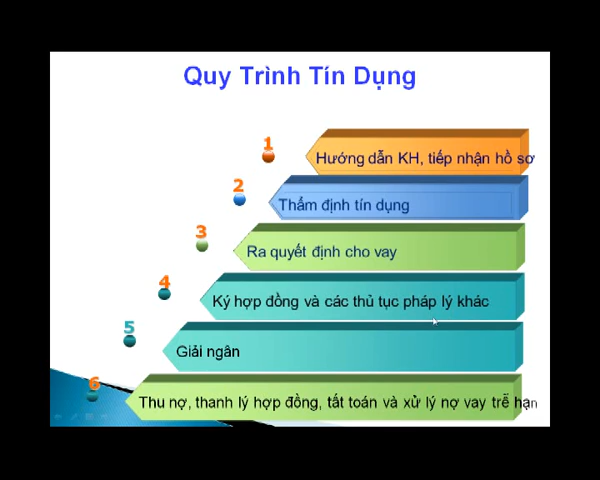 Quy Trình Tín Dụng
1
Hướng dẫn KH, tiếp nhận hồ sơ
2
Thẩm định tín dụng
3
Ra quyết định cho vay
4
Ký hợp đồng và các thủ tục pháp lý khác
5
Giải ngân
6
Thu nợ, thanh lý hợp đồng, tất toán và xử lý nợ vay trễ hạn